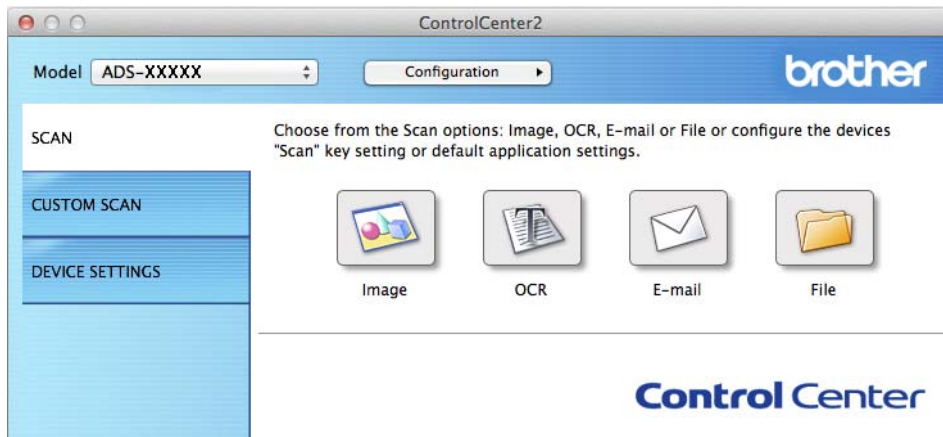 ControlCenter2
Model ADS-XXXXX Configuration
brother
SCAN
CUSTOM SCAN
DEVICE SETTINGS
Choose from the Scan options: Image, OCR, E-mail or File or configure the devices
"Scan" key setting or default application settings.
Image OCR E-mail File
Control Center